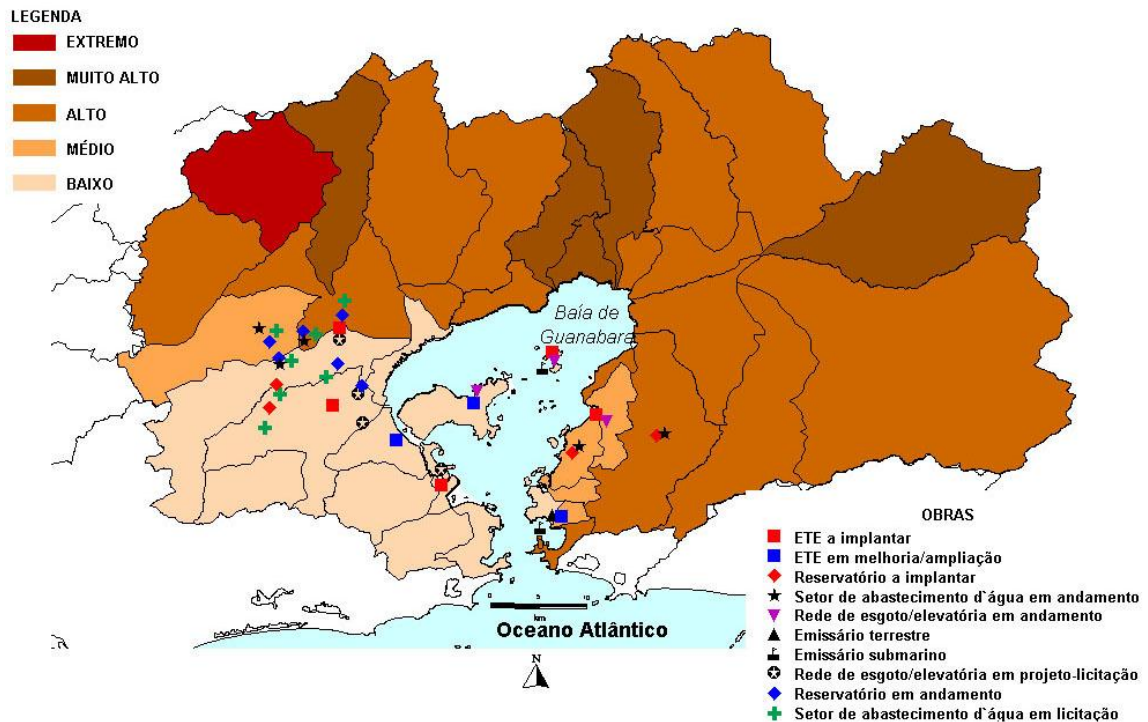 LEGENDA
EXTREMO
MUITO ALTO
ALTO
MÉDIO
BAIXO
Baía de
Guanabara
km
Oceano Atlântico
N
OBRAS
ETE a implantar
ETE em melhoria/ampliação
Reservatório a implantar
Setor de abastecimento d`água em andamento
Rede de esgoto/elevatória em andamento
Emissário terrestre
Emissário submarino
Rede de esgoto/elevatória em projeto-licitação
Reservatório em andamento
Setor de abastecimento d`água em licitação